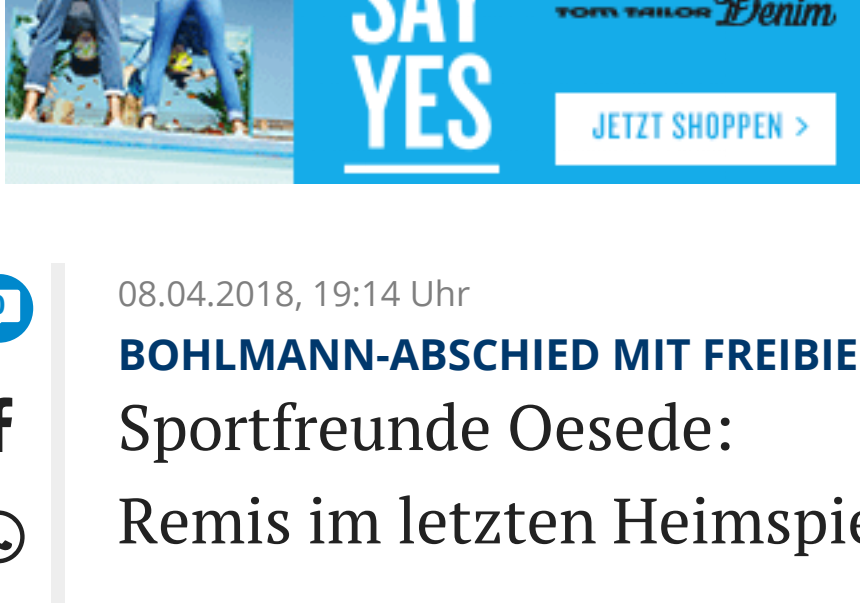 SAY
TOM TAILOR Denim
YES
JETZT SHOPPEN >
08.04.2018, 19:14 Uhr
BOHLMANN-ABSCHIED MIT FREIBIE
Sportfreunde Oesede:
Remis im letzten Heimspie